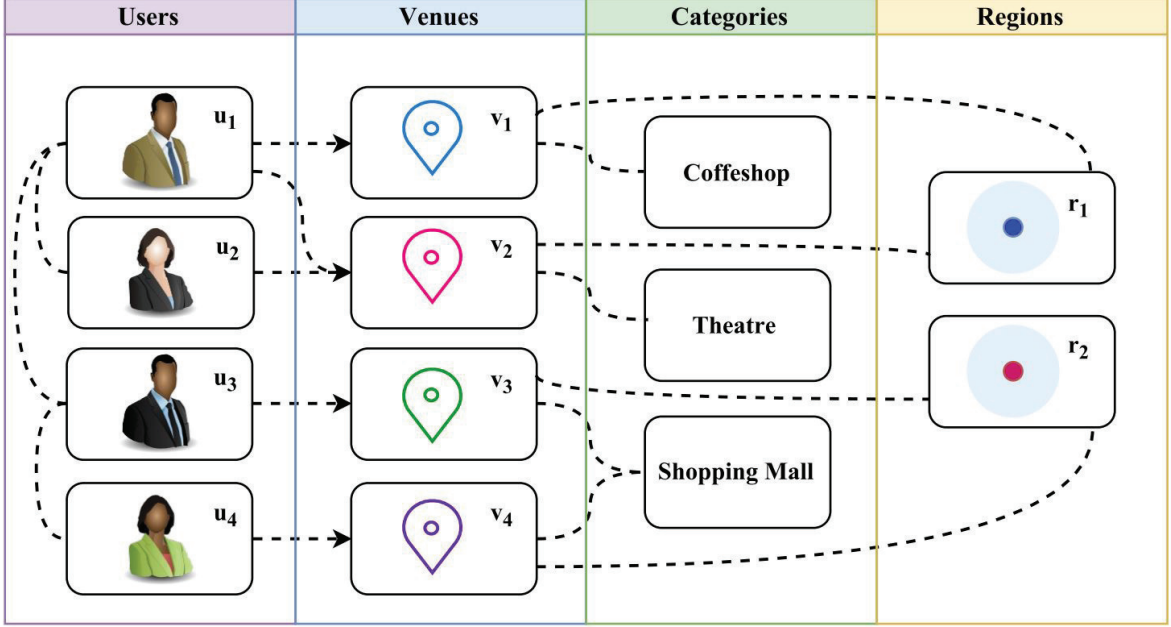 Users Venues Categories Regions
u1 v1
Coffeshop
r1
u2 v2
Theatre
r2
u3 v3
Shopping Mall
u4 v4